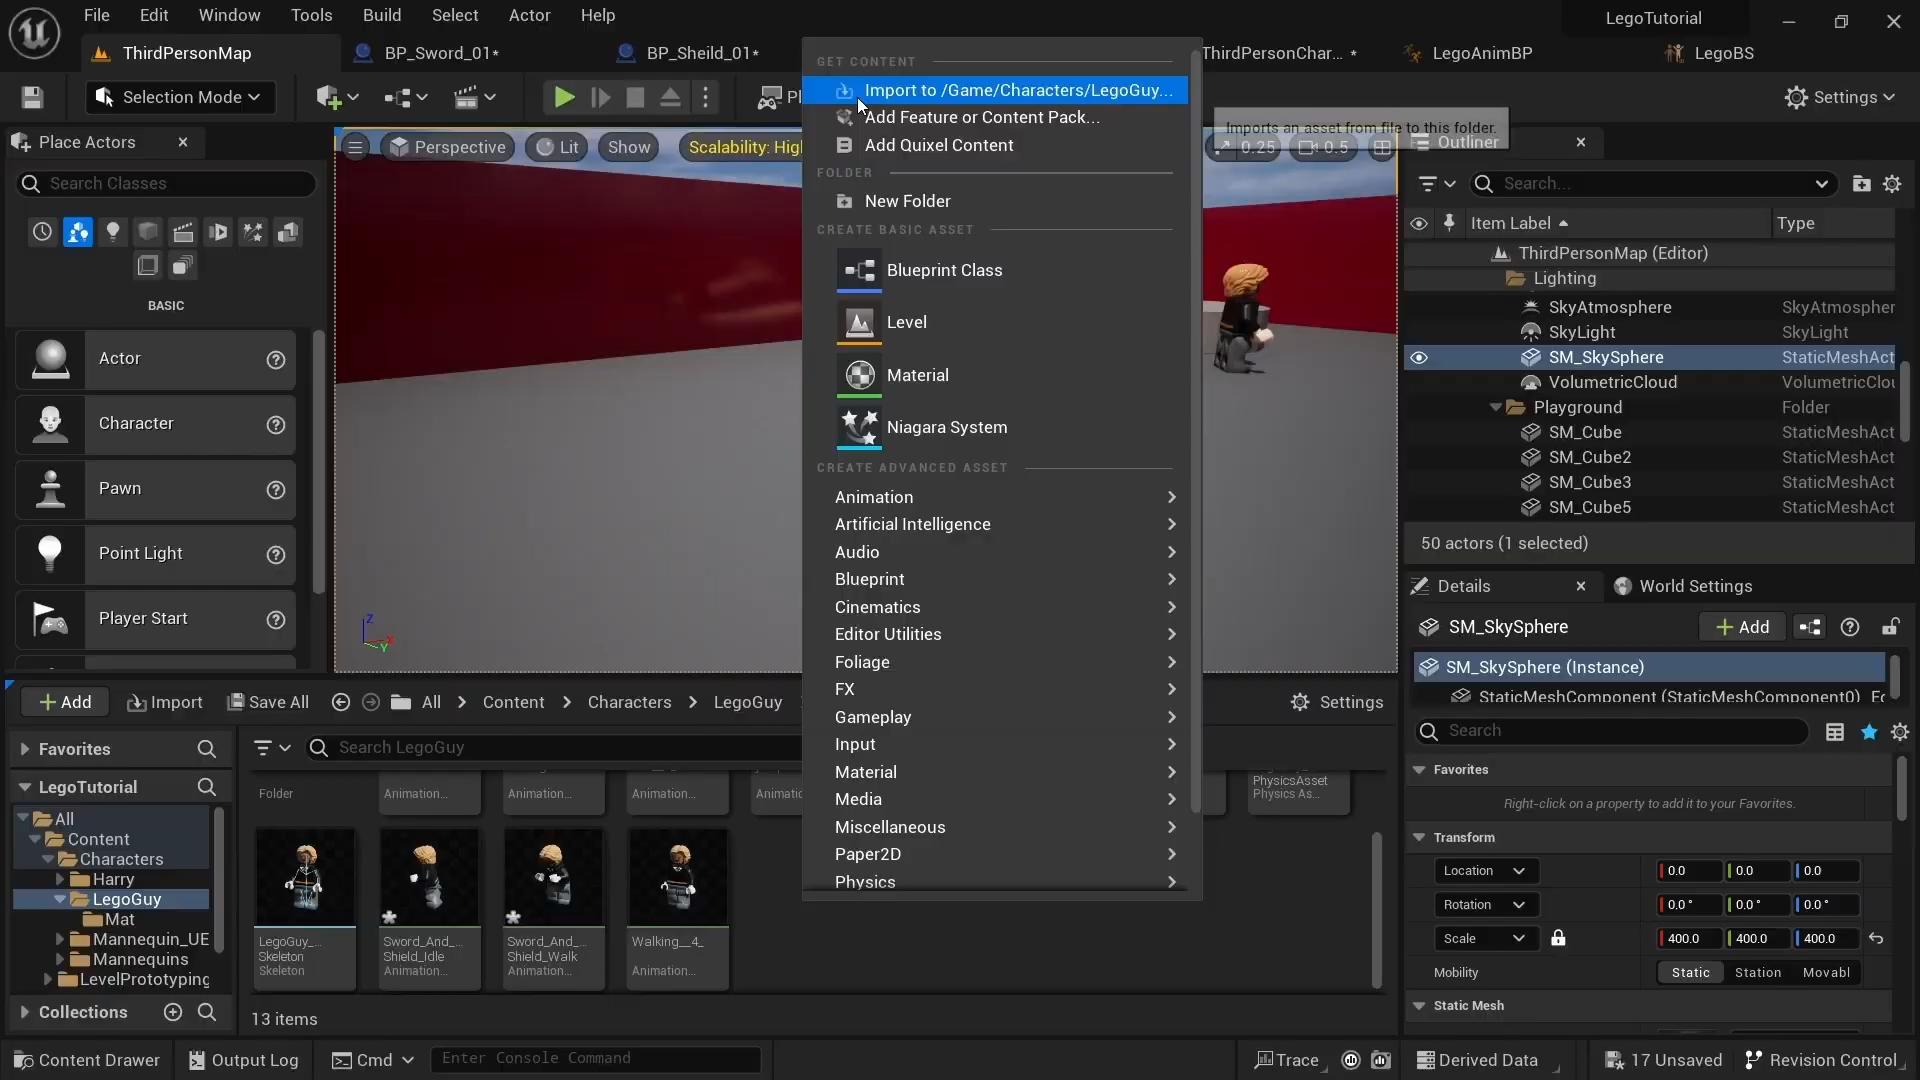 File Edit Window Tools Build Select Actor Help
LegoTutorial
ThirdPersonMap
BP_Sword_01*
BP_Sheild_01*
ThirdPersonChar... *
LegoAnimBP
LegoBS
Selection Mode
Settings
Place Actors
Search Classes
BASIC
Actor
Character
Pawn
Point Light
Player Start
Perspective
Lit
Show
Scalability: High
0.25
0.5
Z
X
Y
GET CONTENT
Import to /Game/Characters/LegoGuy...
Add Feature or Content Pack...
Add Quixel Content
FOLDER
New Folder
CREATE BASIC ASSET
Blueprint Class
Level
Material
Niagara System
CREATE ADVANCED ASSET
Animation
Artificial Intelligence
Audio
Blueprint
Cinematics
Editor Utilities
Foliage
FX
Gameplay
Input
Material
Media
Miscellaneous
Paper2D
Physics
Imports an asset from file to this folder.
Outliner
Search...
Item Label
Type
ThirdPersonMap (Editor)
Lighting
SkyAtmosphere SkyAtmospher
SkyLight SkyLight
SM_SkySphere StaticMeshAct
VolumetricCloud VolumetricClou
Playground Folder
SM_Cube StaticMeshAct
SM_Cube2 StaticMeshAct
SM_Cube3 StaticMeshAct
SM_Cube5 StaticMeshAct
50 actors (1 selected)
Details
World Settings
SM_SkySphere
Add
SM_SkySphere (Instance)
StaticMeshComponent (StaticMeshComponent0)
Search
Favorites
Right-click on a property to add it to your Favorites.
Transform
Location 0.0 0.0 0.0
Rotation 0.0 ° 0.0 ° 0.0 °
Scale 400.0 400.0 400.0
Mobility Static Station Movabl
Static Mesh
Add
Import
Save All
All
Content
Characters
LegoGuy
Settings
Favorites
LegoTutorial
All
Content
Characters
Harry
LegoGuy
Mat
Mannequin_UE
Mannequins
LevelPrototyping
Collections
Search LegoGuy
Folder
Animation...
Animation...
Animation...
PhysicsAsset
Physics As...
LegoGuy_...
Skeleton
Skeleton
Sword_And_...
Shield_Idle
Animation...
Sword_And_...
Shield_Walk
Animation...
Walking__4_
Animation...
13 items
Content Drawer
Output Log
Cmd
Enter Console Command
Trace
Derived Data
17 Unsaved
Revision Control